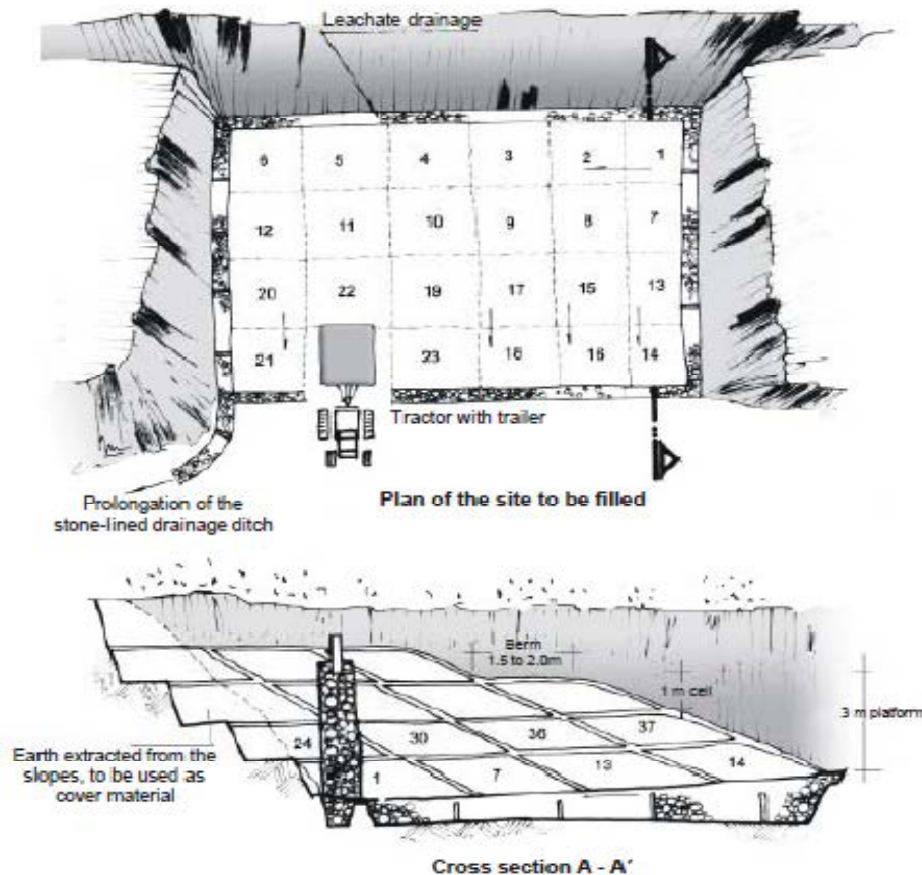 Leachate drainage
6 5 4 3 2 1
12 11 10 9 8 7
20 22 19 17 15 13
21 23 18 16 14
Tractor with trailer
Prolongation of the
stone-lined drainage ditch
Plan of the site to be filled
Berm
1.5 to 2.0m
1 m cell
3 m platform
24 30 36 37
Earth extracted from the
slopes, to be used as
cover material
1 7 13 14
Cross section A - A'